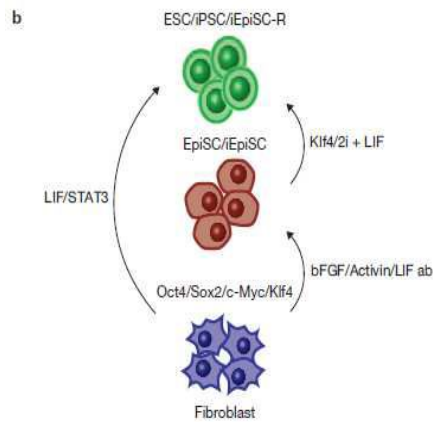 b
ESC/iPSC/iEpiSC-R
EpiSC/iEpiSC
Klf4/2i + LIF
LIF/STAT3
bFGF/Activin/LIF ab
Oct4/Sox2/c-Myc/Klf4
Fibroblast